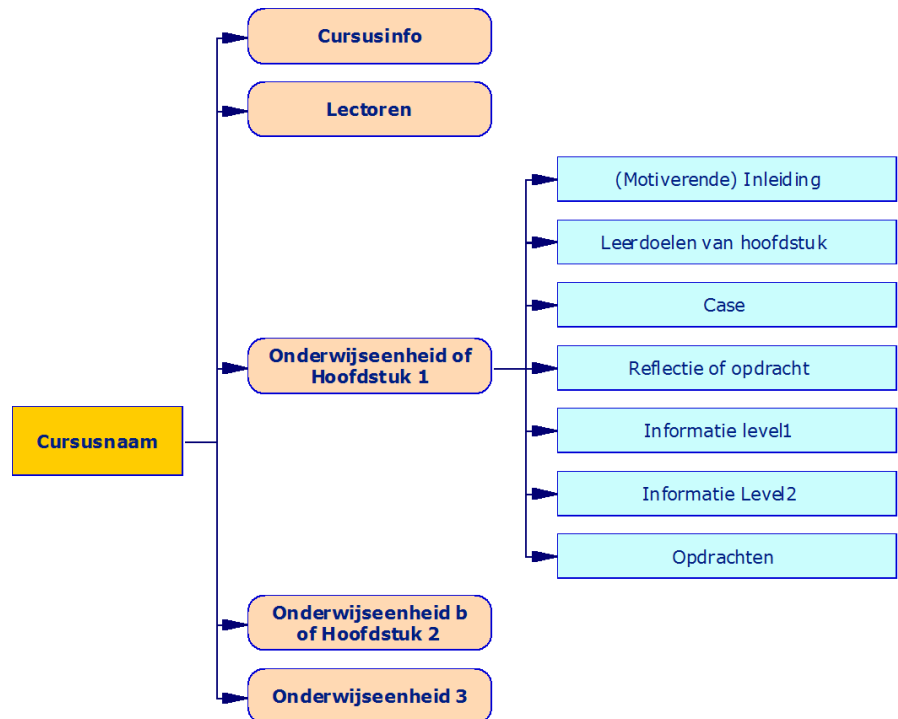 Cursusinfo
Lectoren
(Motiverende) Inleiding
Leerdoelen van hoofdstuk
Case
Onderwijseenheid of
Hoofdstuk 1
Reflectie of opdracht
Cursusnaam
Informatie level1
Informatie Level2
Opdrachten
Onderwijseenheid b
of Hoofdstuk 2
Onderwijseenheid 3